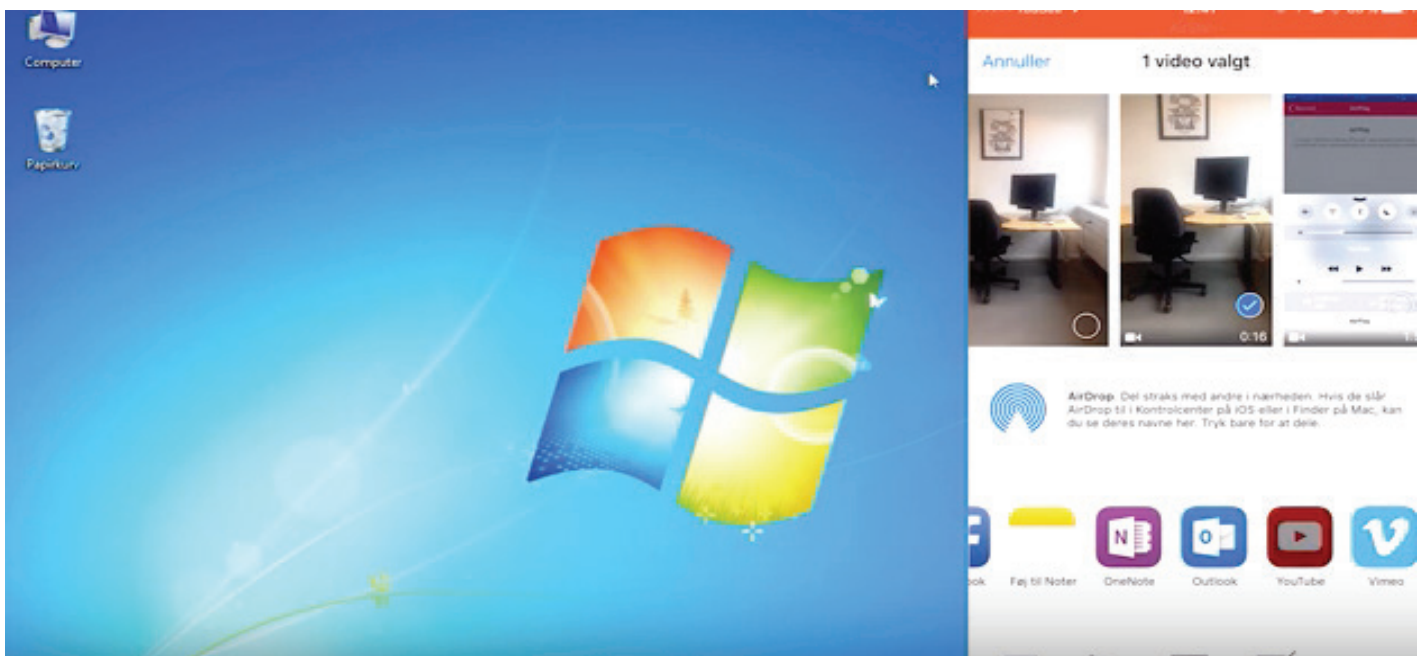 Computer
Papirkurv
Annuller
1 video valgt
0:16
AirDrop. Del straks med andre i nærheden. Hvis de slår
AirDrop til i Kontrolcenter på iOS eller i Finder på Mac, kan
du se deres navne her. Tryk bare for at dele.
Føj til Noter
OneNote
Outlook
YouTube
Vimeo